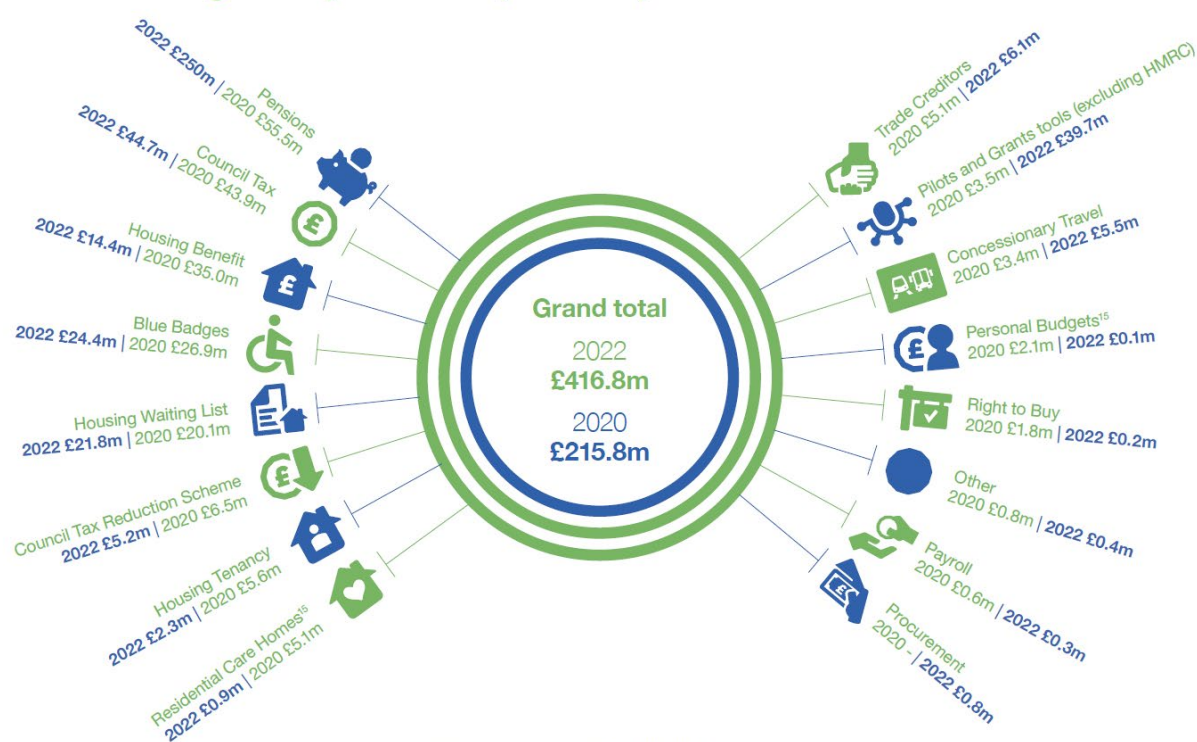 Pensions
2022 £250m | 2020 £55.5m
Council Tax
2022 £44.7m | 2020 £43.9m
Housing Benefit
2022 £14.4m | 2020 £35.0m
Blue Badges
2022 £24.4m | 2020 £26.9m
Housing Waiting List
2022 £21.8m | 2020 £20.1m
Council Tax Reduction Scheme
2022 £5.2m | 2020 £6.5m
Housing Tenancy
2022 £2.3m | 2020 £5.6m
Residential Care Homes¹⁵
2022 £0.9m | 2020 £5.1m
Grand total
2022
£416.8m
2020
£215.8m
Trade Creditors
2020 £5.1m | 2022 £6.1m
Pilots and Grants tools (excluding HMRC)
2020 £3.5m | 2022 £39.7m
Concessionary Travel
2020 £3.4m | 2022 £5.5m
Personal Budgets¹⁵
2020 £2.1m | 2022 £0.1m
Right to Buy
2020 £1.8m | 2022 £0.2m
Other
2020 £0.8m | 2022 £0.4m
Payroll
2020 £0.6m | 2022 £0.3m
Procurement
2020 - | 2022 £0.8m